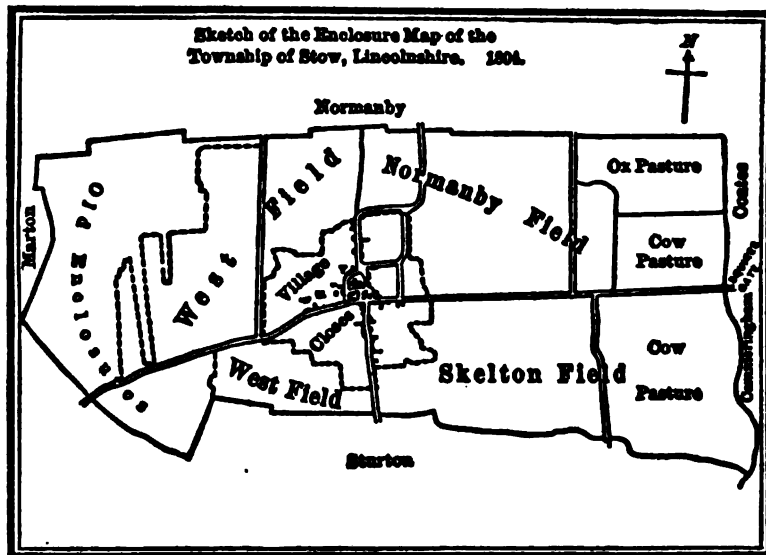 Sketch of the Enclosure Map of the
Township of Stow, Lincolnshire. 1804.
N
Normanby
Marton
Old Enclosures
West Field
Normanby Field
Ox Pasture
Coates
Cow
Pasture
Village
Closes
West Field
Skelton Field
Cow
Pasture
Cammeringham
Sturton